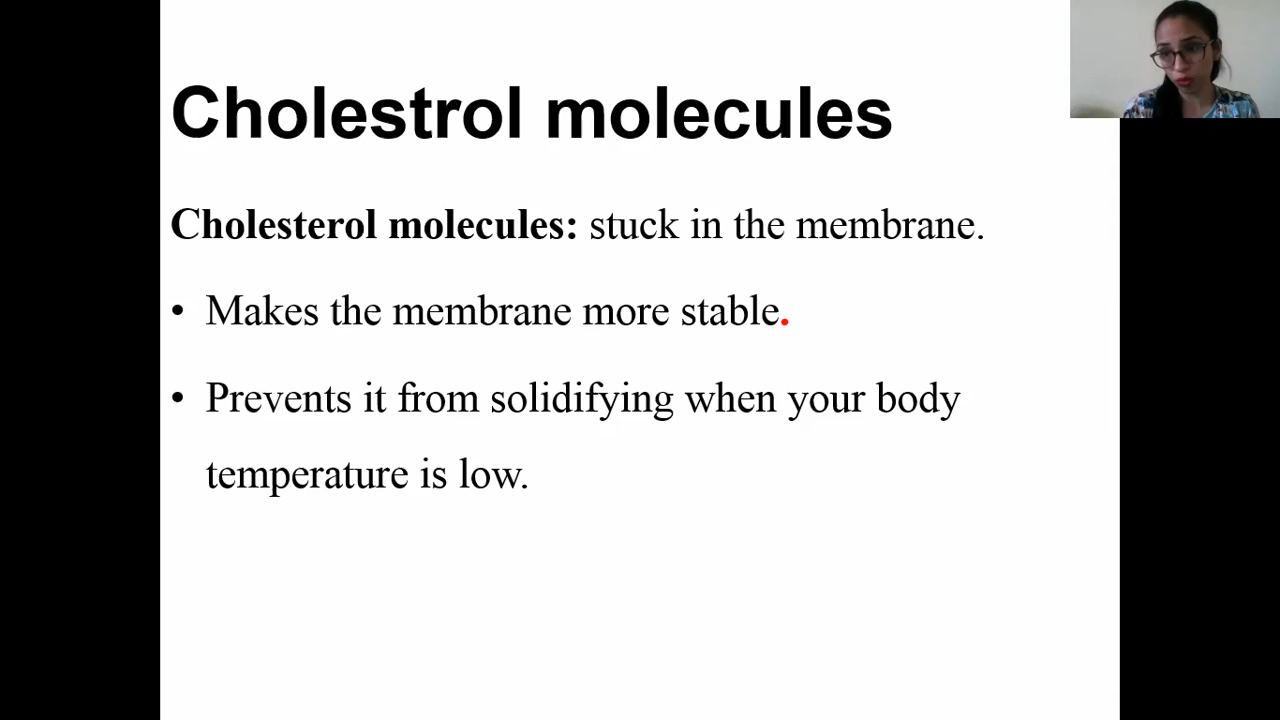 Cholestrol molecules
Cholesterol molecules: stuck in the membrane.
• Makes the membrane more stable.
• Prevents it from solidifying when your body
temperature is low.